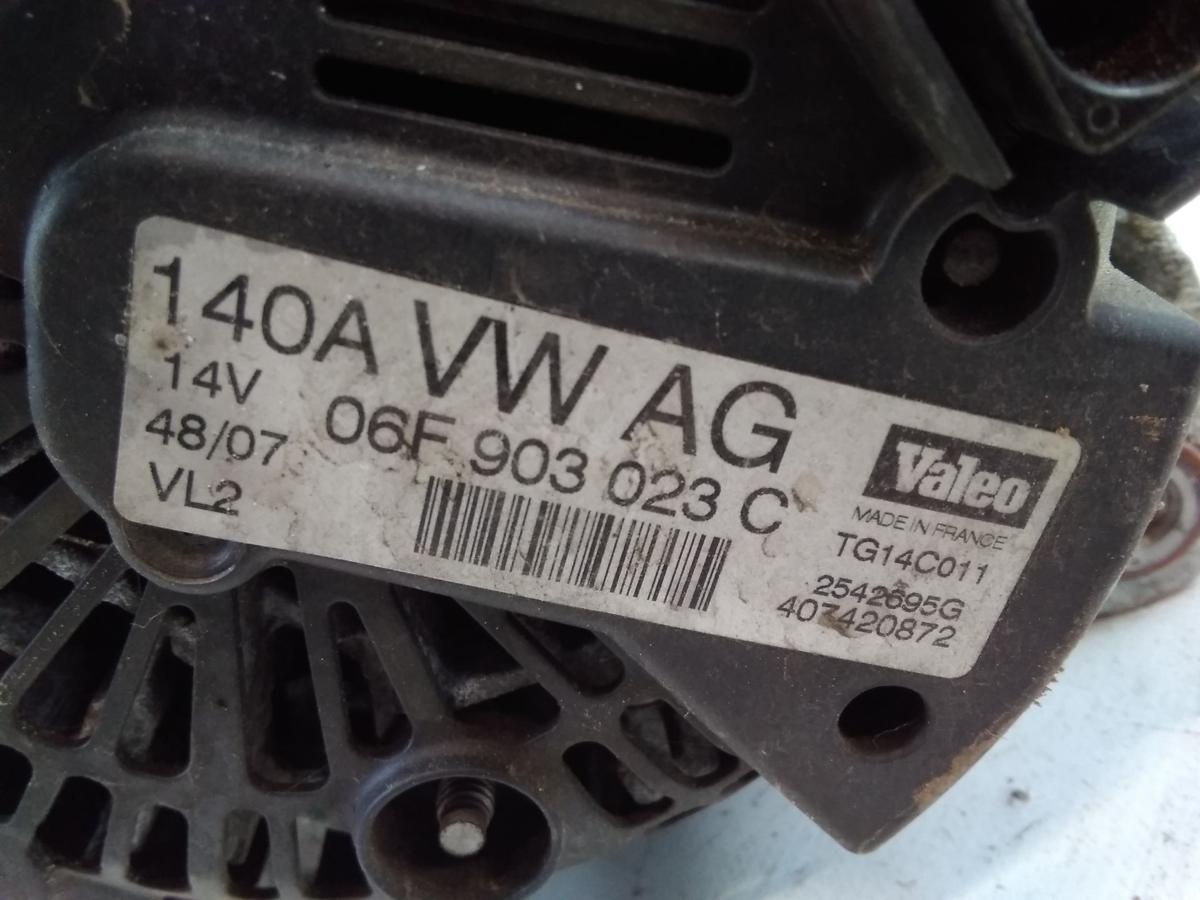 140A VW AG
14V
06F 903 023 C
48/07
VL2
Valeo
MADE IN FRANCE
TG14C011
2542695G
407420872